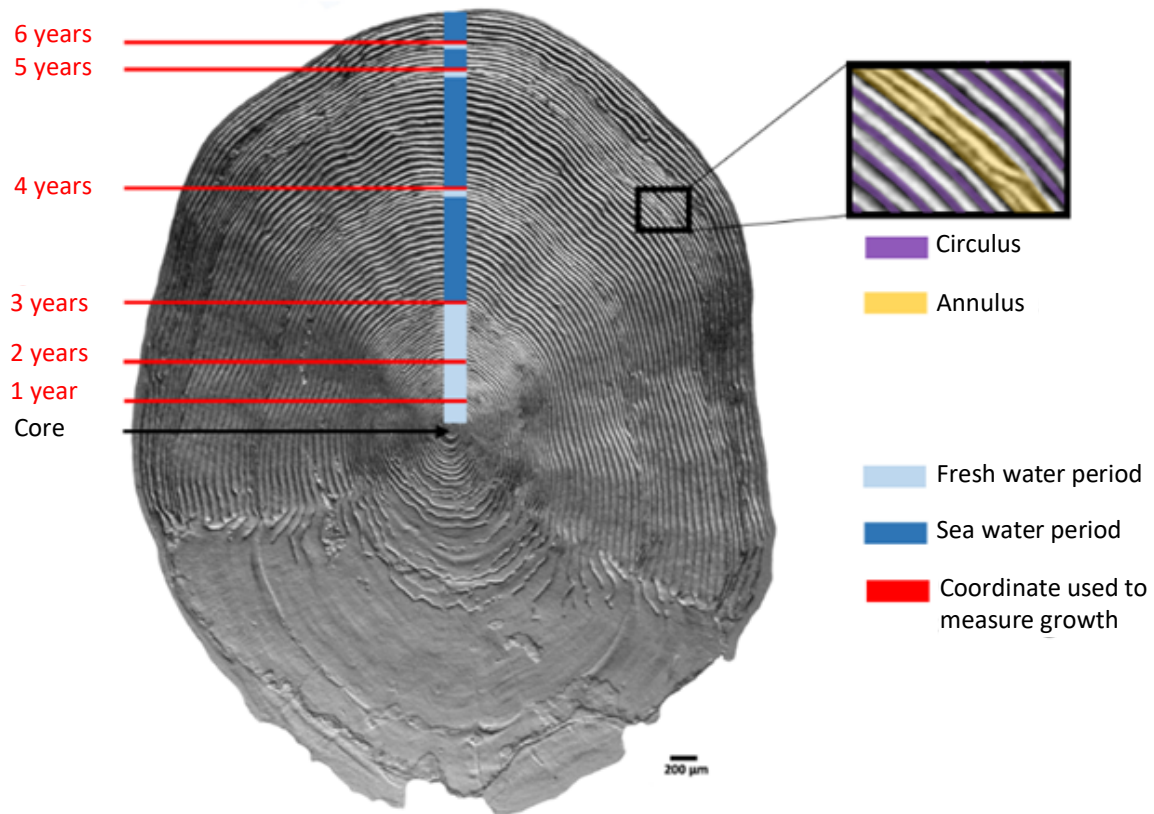 6 years
5 years
4 years
3 years
2 years
1 year
Core
Circulus
Annulus
Fresh water period
Sea water period
Coordinate used to
measure growth
200 µm